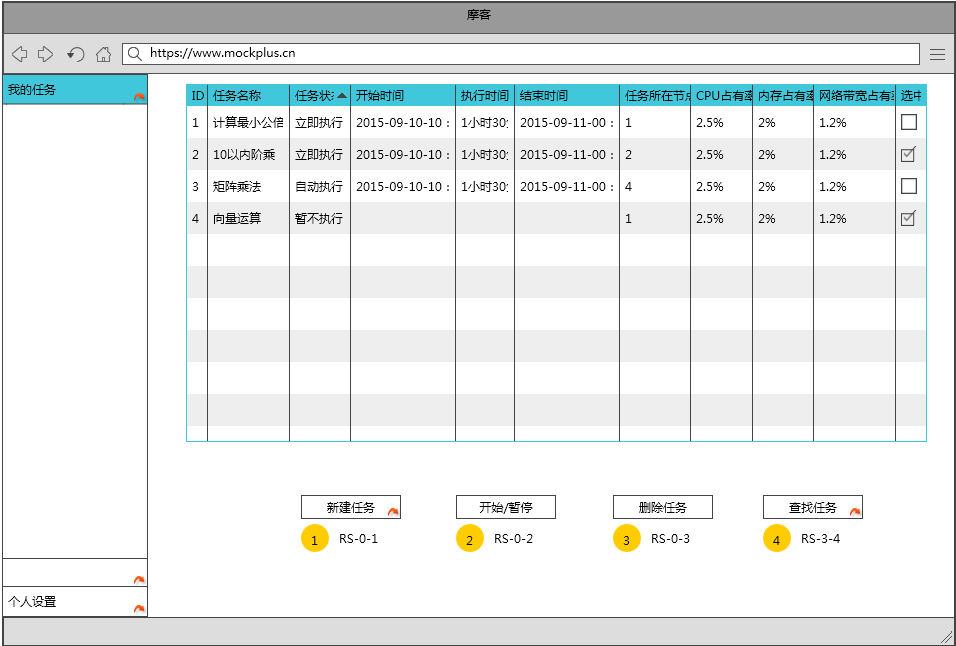 摩客
https://www.mockplus.cn
我的任务
ID 任务名称 任务状 开始时间 执行时间 结束时间 任务所在节点 CPU占有率 内存占有率 网络带宽占有 选中
1 计算最小公倍 立即执行 2015-09-10-10 : 1小时30 2015-09-11-00 : 1 2.5% 2% 1.2%
2 10以内阶乘 立即执行 2015-09-10-10 : 1小时30 2015-09-11-00 : 2 2.5% 2% 1.2%
3 矩阵乘法 自动执行 2015-09-10-10 : 1小时30 2015-09-11-00 : 4 2.5% 2% 1.2%
4 向量运算 暂不执行 1 2.5% 2% 1.2%
新建任务 开始/暂停 删除任务 查找任务
1 RS-0-1 2 RS-0-2 3 RS-0-3 4 RS-3-4
个人设置